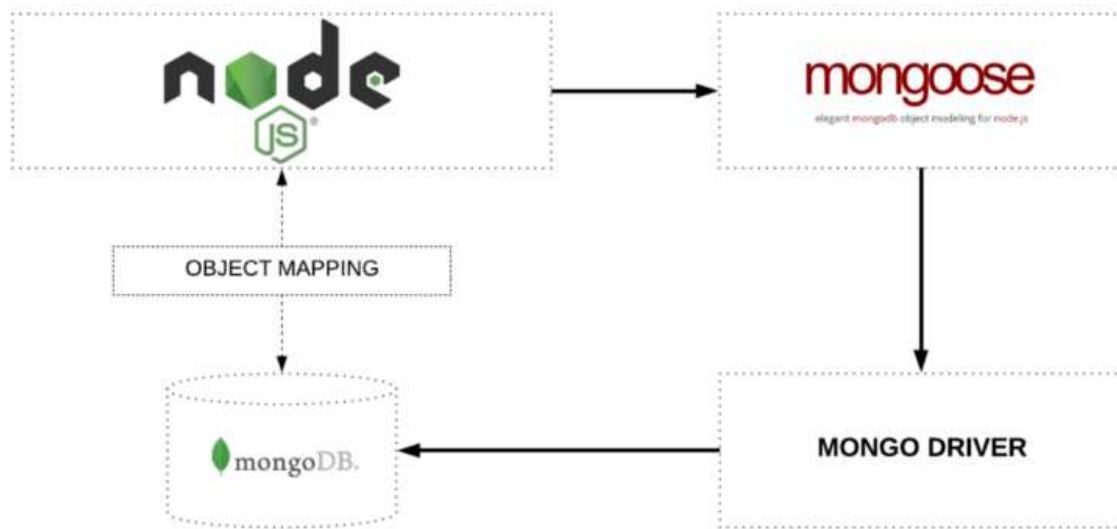 node
JS®
mongoose
elegant mongodb object modeling for node.js
OBJECT MAPPING
mongoDB.
MONGO DRIVER